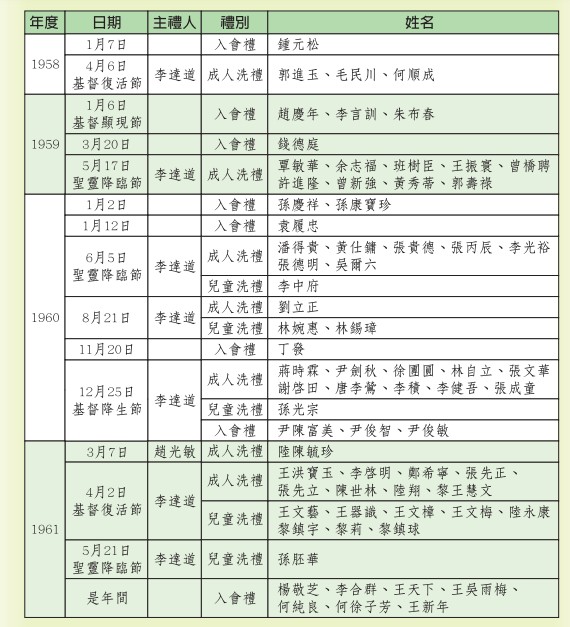 年度 日期 主禮人 禮別 姓名
1958 1月7日 入會禮 鍾元松
4月6日 基督復活節 李達道 成人洗禮 郭進玉、毛民川、何順成
1959 1月6日 基督顯現節 入會禮 趙慶年、李言訓、朱布春
3月20日 入會禮 錢德庭
5月17日 聖靈降臨節 李達道 成人洗禮 覃敏華、余志福、班樹臣、王振寰、曾橋聘
許進隆、曾新強、黃秀蒂、郭壽祿
1960 1月2日 入會禮 孫慶祥、孫康寶珍
1月12日 入會禮 袁履忠
6月5日 聖靈降臨節 李達道 成人洗禮 潘得貴、黃仕鏞、張貴德、張丙辰、李光裕
張德明、吳爾六
兒童洗禮 李中府
8月21日 李達道 成人洗禮 劉立正
兒童洗禮 林婉惠、林錫璋
11月20日 入會禮 丁發
12月25日 基督降生節 李達道 成人洗禮 蔣時霖、尹劍秋、徐團圓、林自立、張文華
謝啓田、唐李鶯、李積、李健吾、張成童
兒童洗禮 孫光宗
入會禮 尹陳富美、尹俊智、尹俊敏
1961 3月7日 趙光敏 成人洗禮 陸陳毓珍
4月2日 基督復活節 李達道 成人洗禮 王洪寶玉、李啓明、鄭希寧、張先正、
張先立、陳世林、陸翔、黎王慧文
兒童洗禮 王文藝、王器識、王文樟、王文梅、陸永康
黎鎮宇、黎莉、黎鎮球
5月21日 聖靈降臨節 李達道 兒童洗禮 孫胚華
是年間 入會禮 楊敬芝、李合群、王天下、王吳雨梅、
何純良、何徐子芳、王新年